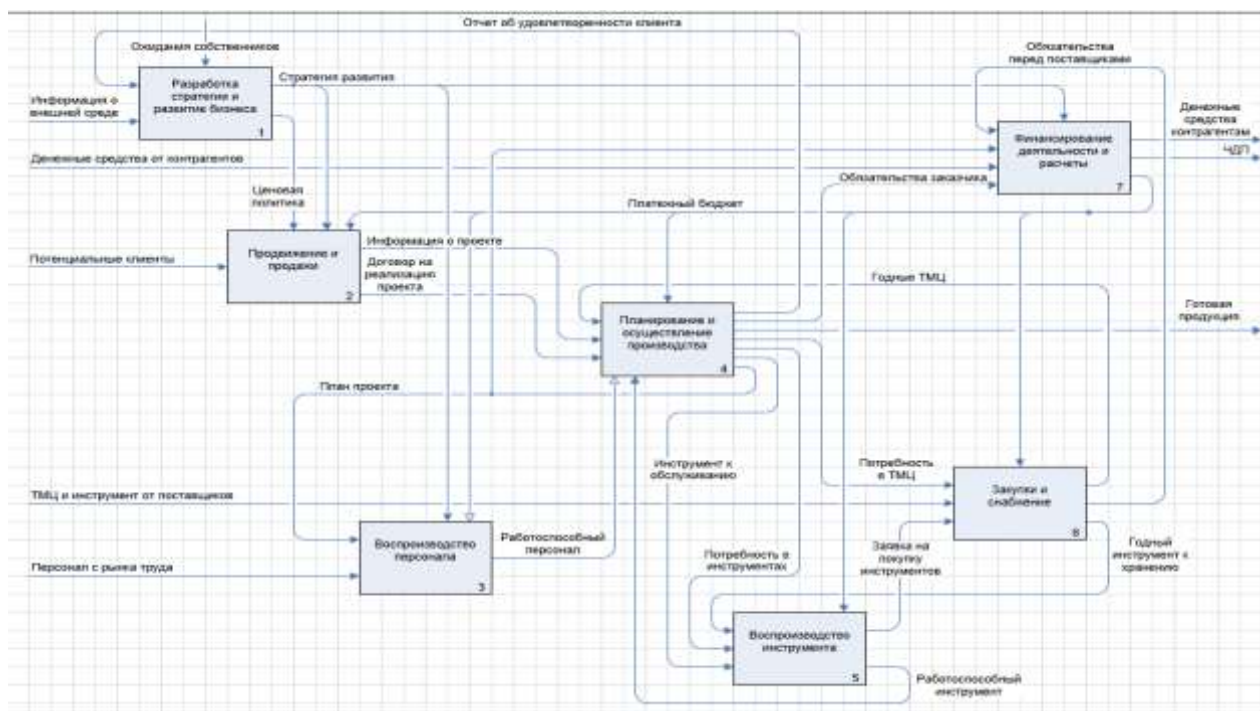 Отчет об удовлетворенности клиента
Ожидания собственников
Обязательства
перед поставщиками
Стратегия развития
Разработка
стратегии и
развитие бизнеса
1
Информация о
внешней среде
Денежные
средства
контрагентам
ЧДП
Финансирование
деятельности и
расчеты
7
Денежные средства от контрагентов
Обязательства заказчика
Ценовая
политика
Платежный бюджет
Продвижение и
продажи
2
Информация о проекте
Потенциальные клиенты
Договор на
реализацию
проекта
Годные ТМЦ
Готовая
продукция
Планирование и
осуществление
производства
4
План проекта
Инструмент к
обслуживанию
Потребность
в ТМЦ
ТМЦ и инструмент от поставщиков
Закупки и
снабжение
6
Воспроизводство
персонала
3
Работоспособный
персонал
Персонал с рынка труда
Потребность в
инструментах
Заявка на
покупку
инструментов
Годный
инструмент к
хранению
Воспроизводство
инструмента
5
Работоспособный
инструмент